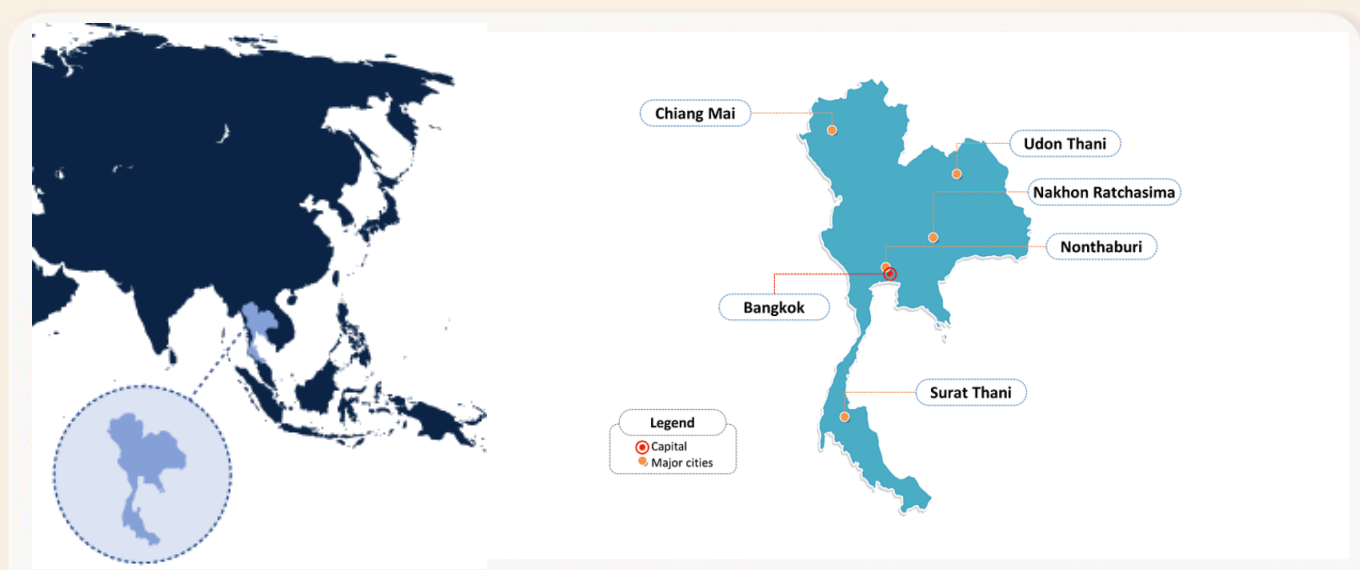 Chiang Mai
Udon Thani
Nakhon Ratchasima
Nonthaburi
Bangkok
Surat Thani
Legend
Capital
Major cities